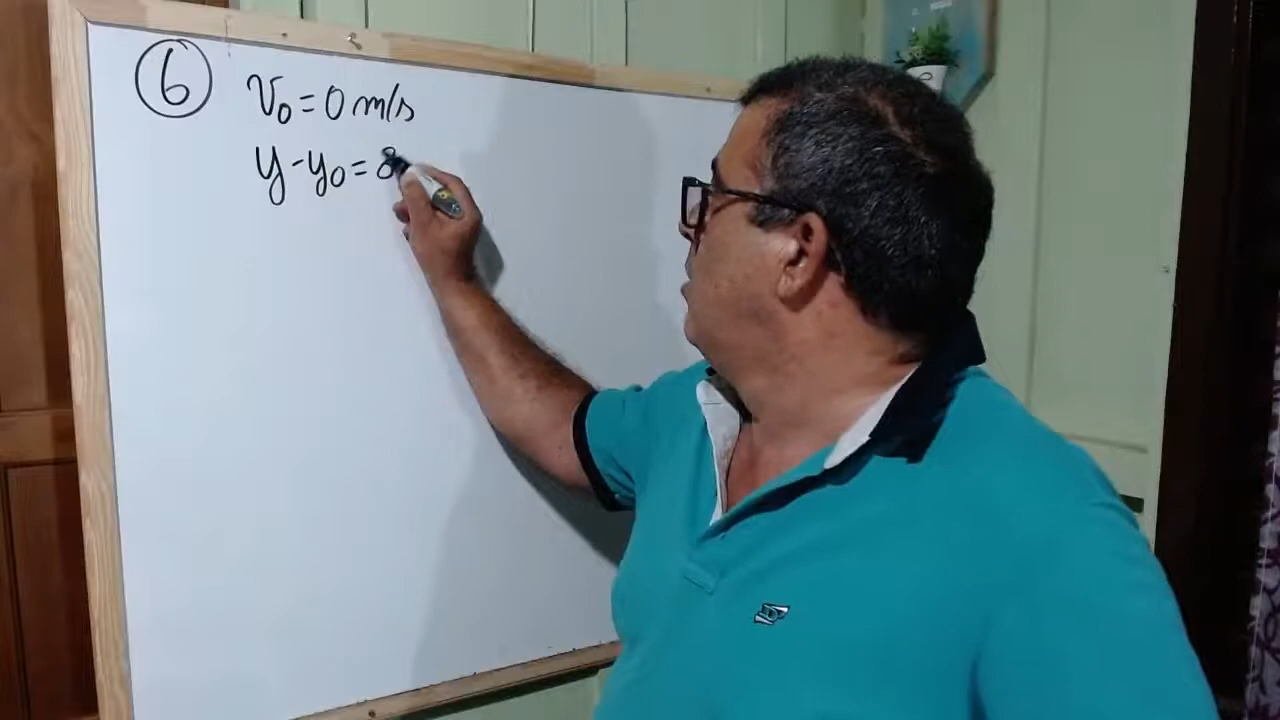 6 v₀ = 0 m/s
y - y₀ = 8